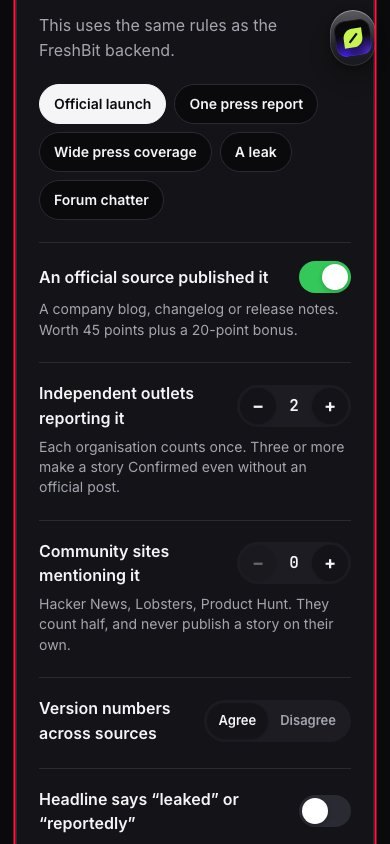 This uses the same rules as the
FreshBit backend.
Official launch
One press report
Wide press coverage
A leak
Forum chatter
An official source published it
A company blog, changelog or release notes.
Worth 45 points plus a 20-point bonus.
Independent outlets
reporting it
− 2 +
Each organisation counts once. Three or more
make a story Confirmed even without an
official post.
Community sites
mentioning it
− 0 +
Hacker News, Lobsters, Product Hunt. They
count half, and never publish a story on their
own.
Version numbers
across sources
Agree
Disagree
Headline says “leaked” or
“reportedly”